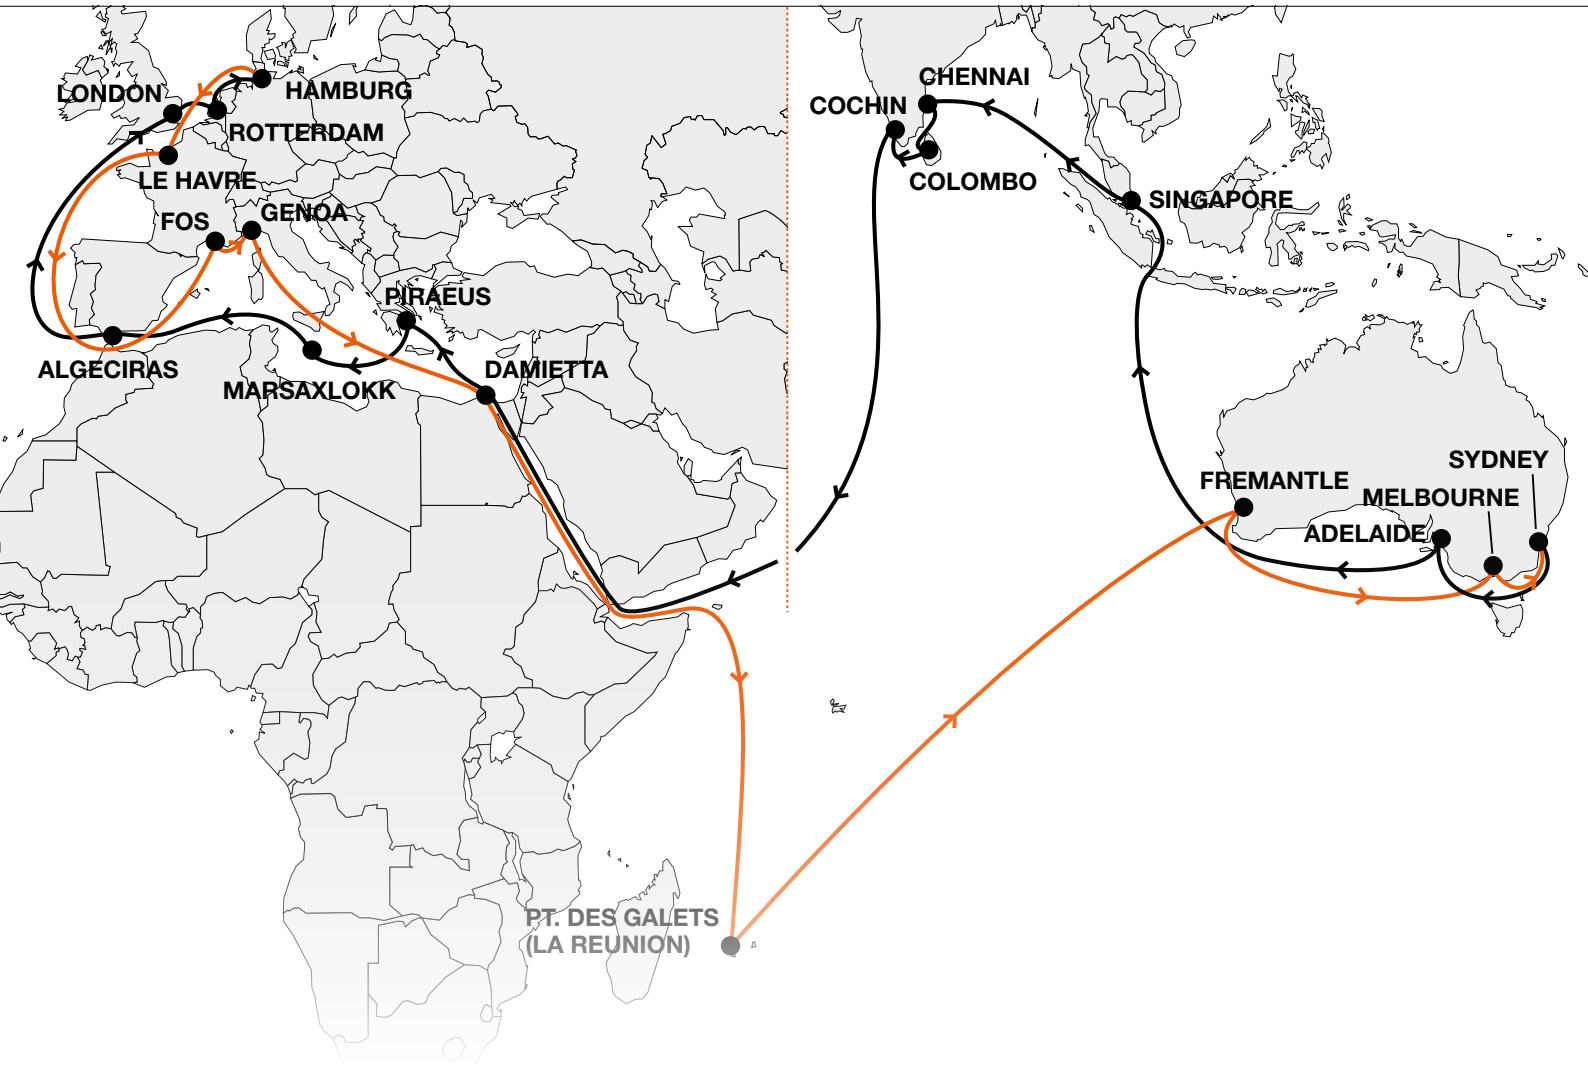 LONDON
HAMBURG
ROTTERDAM
LE HAVRE
FOS
GENOA
PIRAEUS
ALGECIRAS
MARSAXLOKK
DAMIETTA
CHENNAI
COCHIN
COLOMBO
SINGAPORE
FREMANTLE
SYDNEY
MELBOURNE
ADELAIDE
PT. DES GALETS
(LA REUNION)